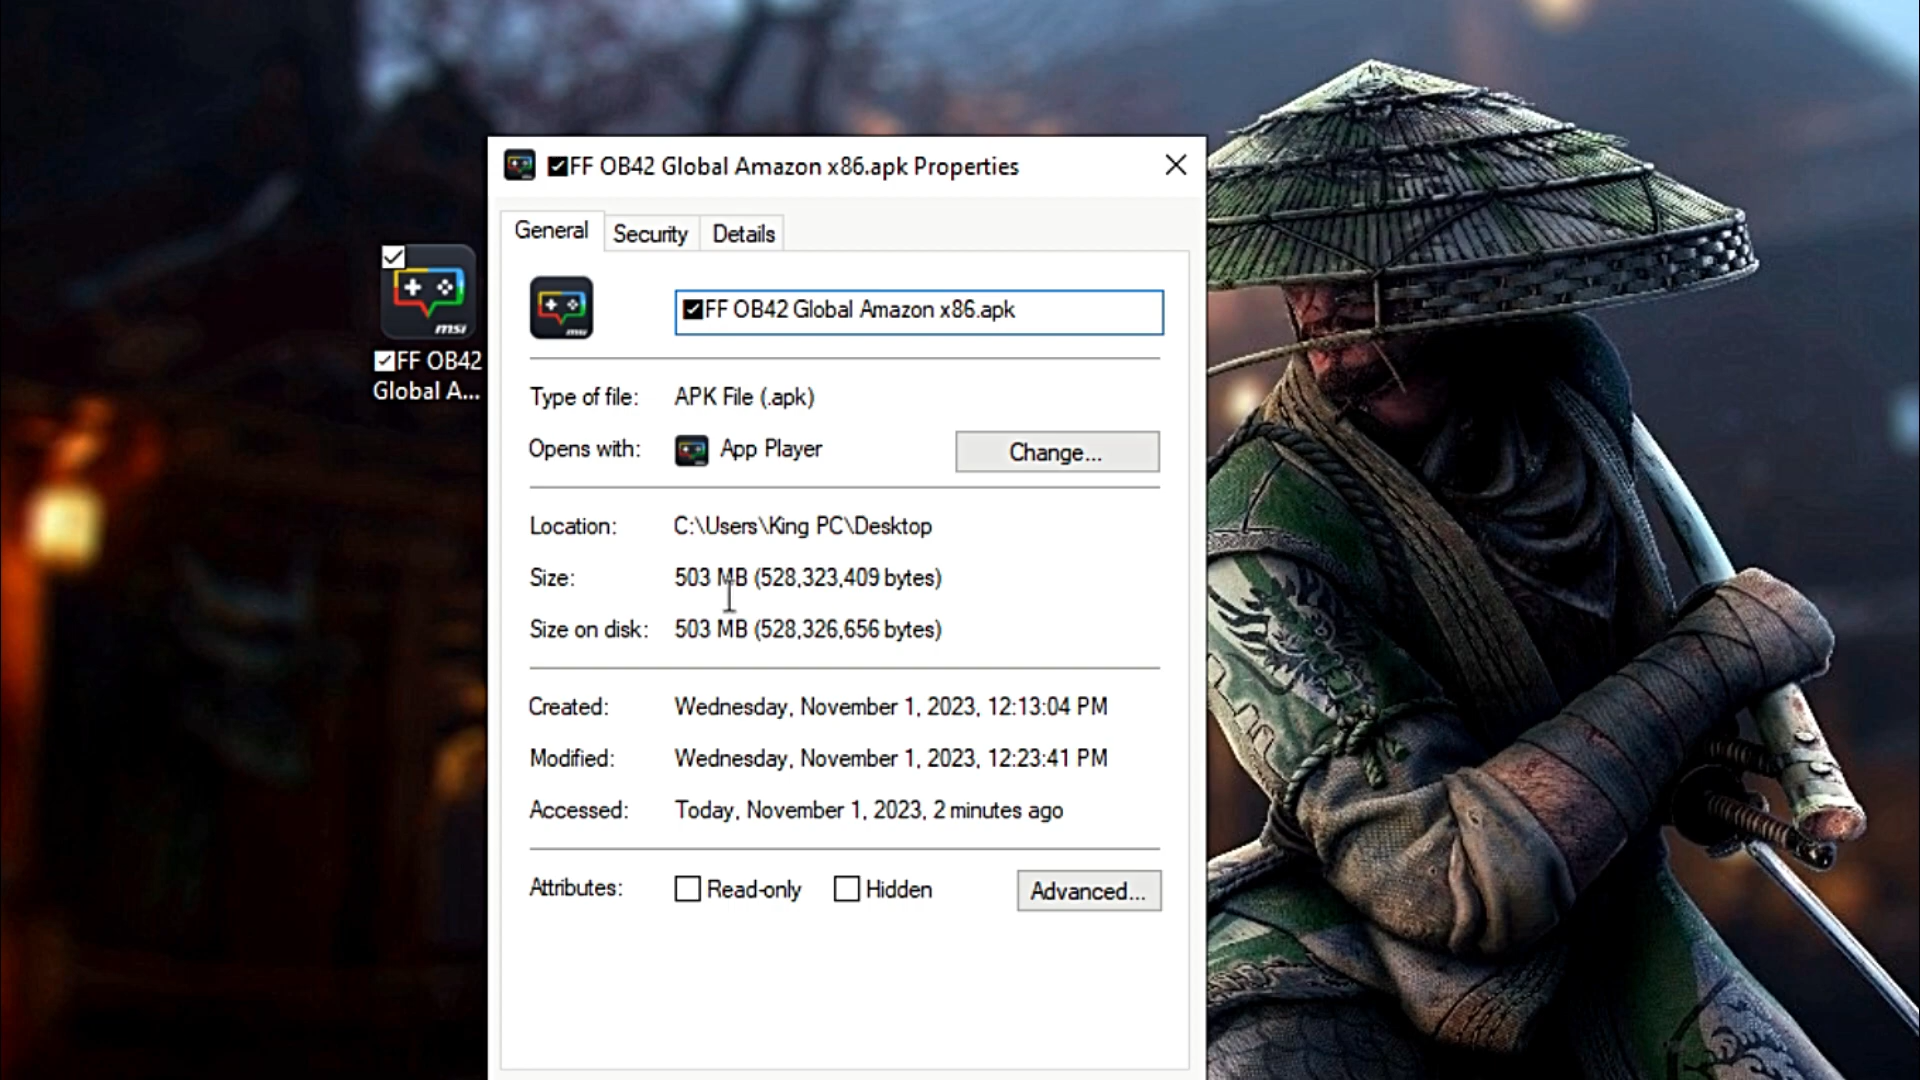 ☑FF OB42 Global Amazon x86.apk Properties
General
Security
Details
msi
☑FF OB42 Global Amazon x86.apk
msi
☑FF OB42
Global A...
Type of file:
APK File (.apk)
Opens with:
App Player
Change...
Location:
C:\Users\King PC\Desktop
Size:
503 MB (528,323,409 bytes)
Size on disk:
503 MB (528,326,656 bytes)
Created:
Wednesday, November 1, 2023, 12:13:04 PM
Modified:
Wednesday, November 1, 2023, 12:23:41 PM
Accessed:
Today, November 1, 2023, 2 minutes ago
Attributes:
Read-only
Hidden
Advanced...